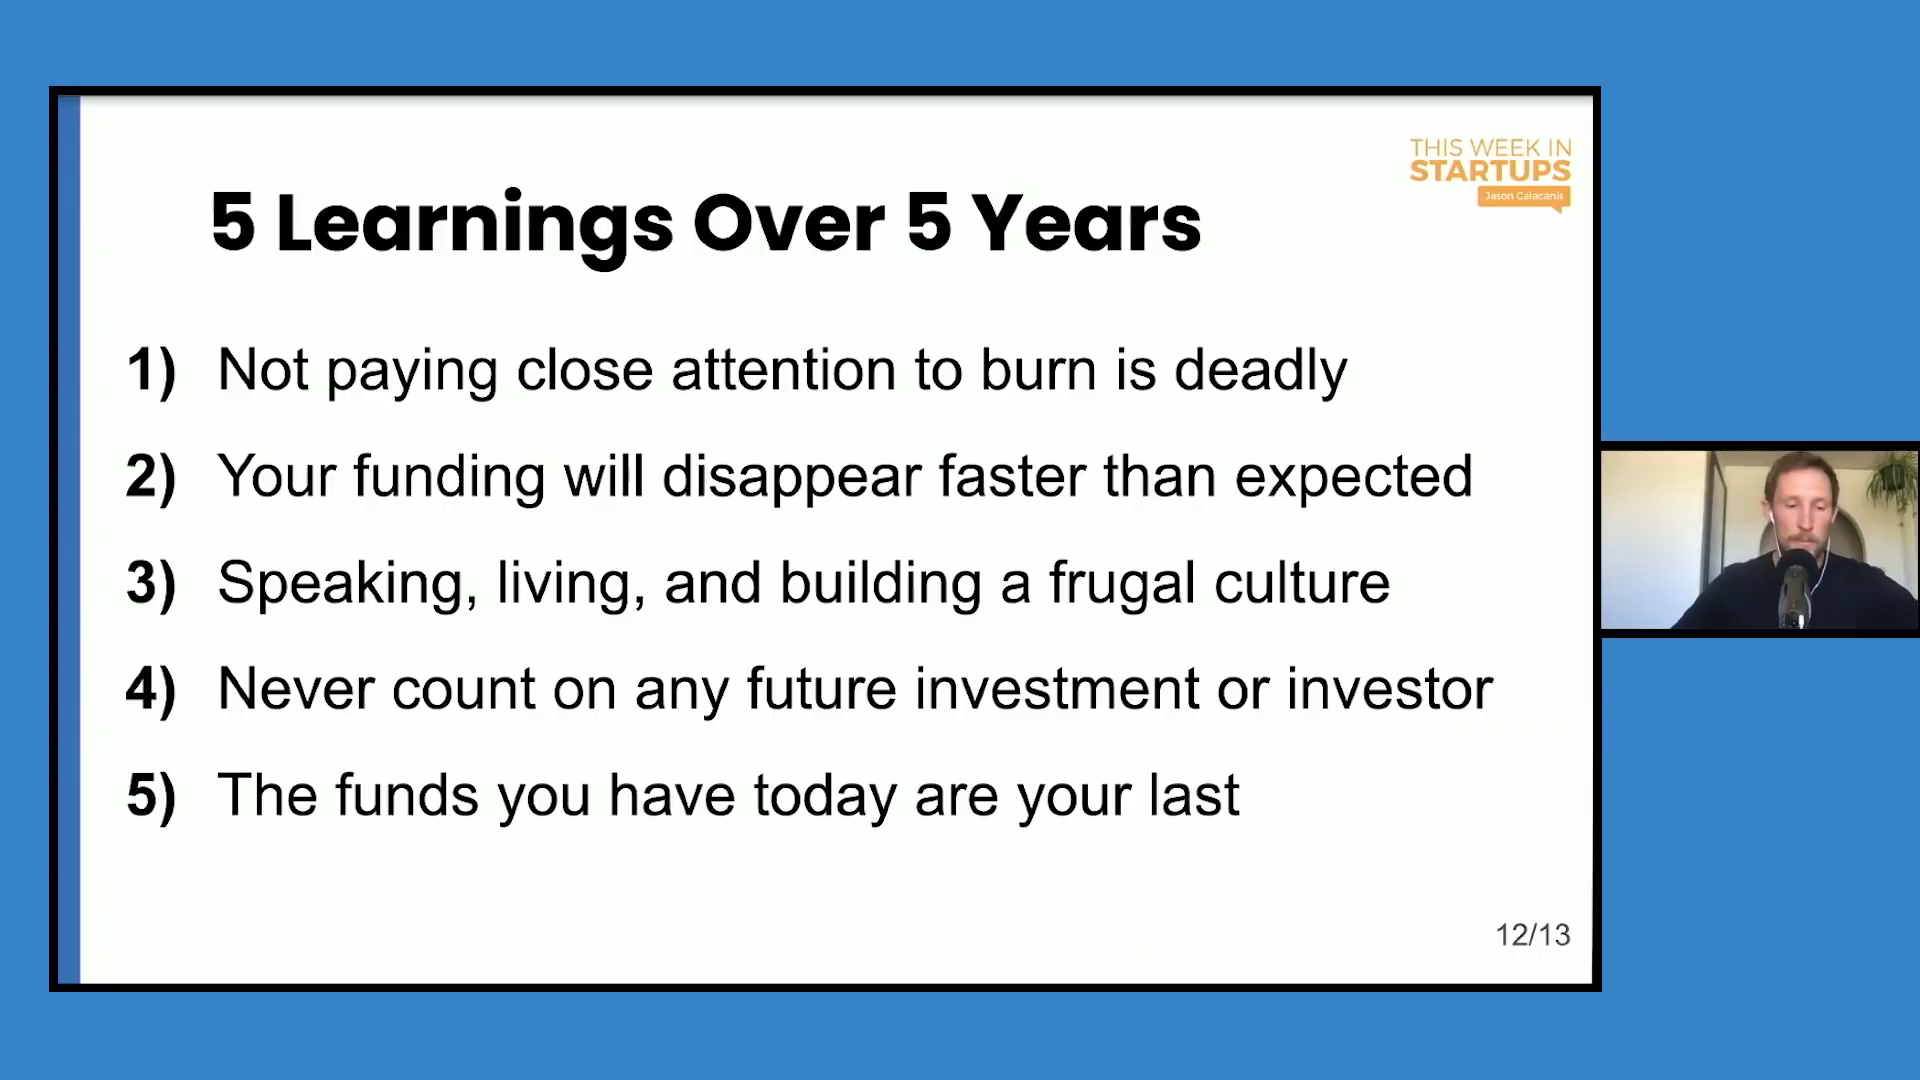 THIS WEEK IN
STARTUPS
Jason Calacanis
5 Learnings Over 5 Years
1) Not paying close attention to burn is deadly
2) Your funding will disappear faster than expected
3) Speaking, living, and building a frugal culture
4) Never count on any future investment or investor
5) The funds you have today are your last
12/13